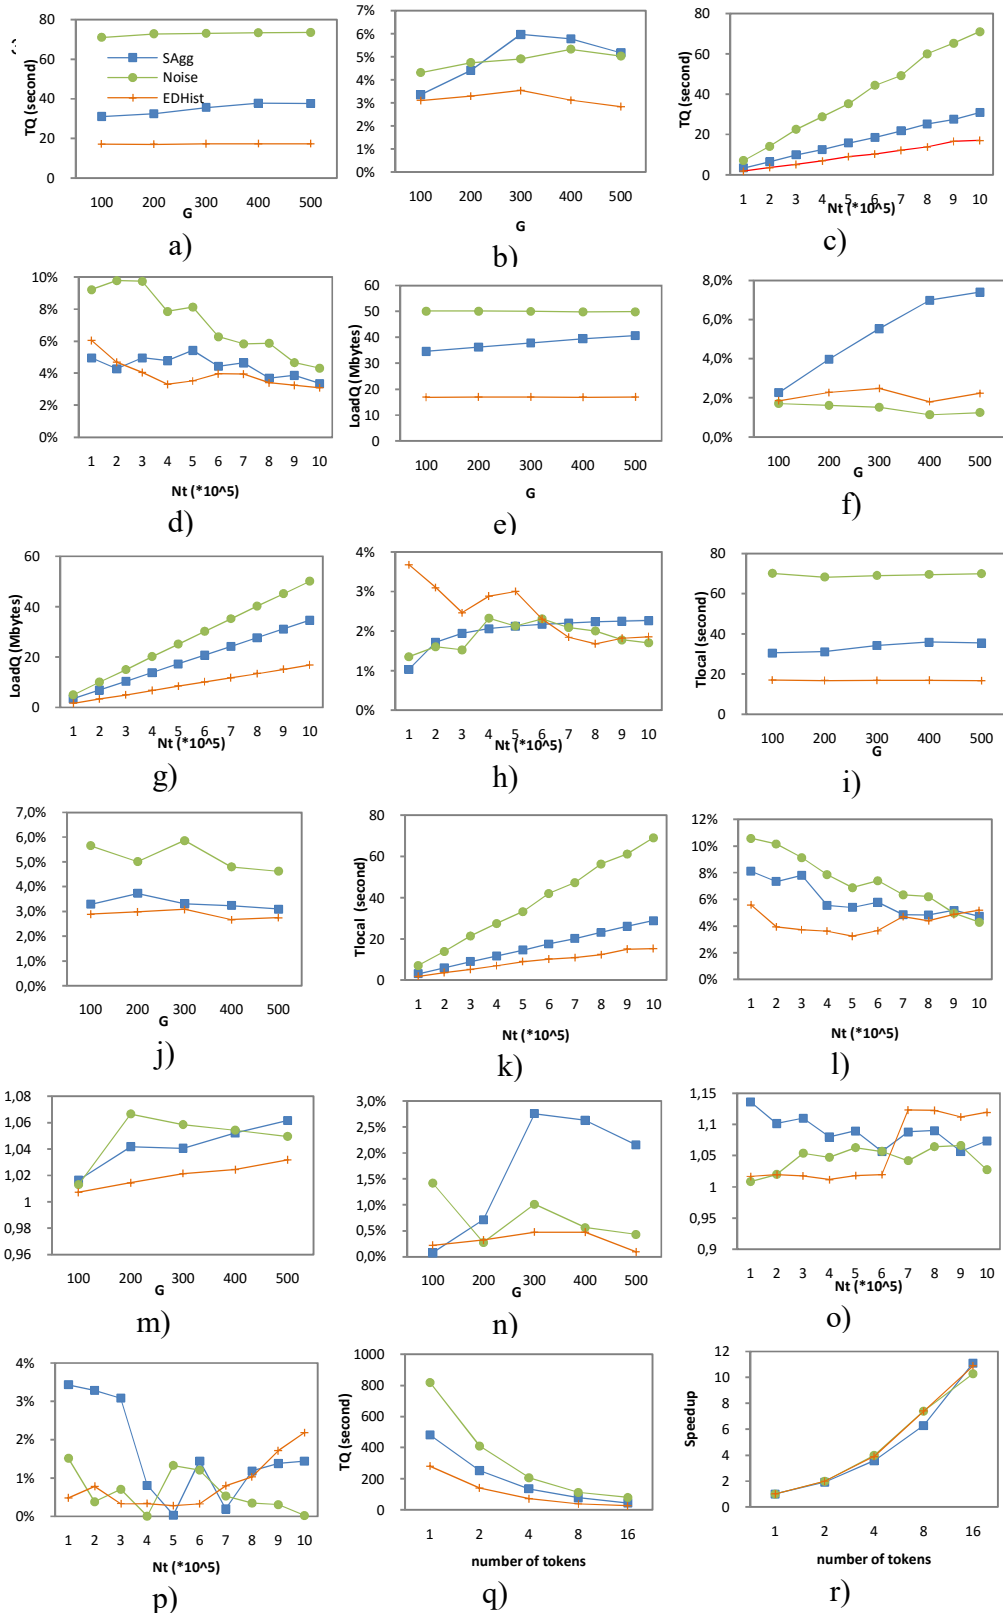 80
60
40
20
0
TQ (second)
SAgg
Noise
EDHist
100 200 300 400 500
G
a)
7%
6%
5%
4%
3%
2%
1%
0%
100 200 300 400 500
G
b)
80
60
40
20
0
TQ (second)
1 2 3 4 5 6 7 8 9 10
Nt (*10^5)
c)
10%
8%
6%
4%
2%
0%
1 2 3 4 5 6 7 8 9 10
Nt (*10^5)
d)
60
50
40
30
20
10
0
LoadQ (Mbytes)
100 200 300 400 500
G
e)
8,0%
6,0%
4,0%
2,0%
0,0%
100 200 300 400 500
G
f)
60
40
20
0
LoadQ (Mbytes)
1 2 3 4 5 6 7 8 9 10
Nt (*10^5)
g)
4%
3%
2%
1%
0%
1 2 3 4 5 6 7 8 9 10
Nt (*10^5)
h)
80
60
40
20
0
Tlocal (second)
100 200 300 400 500
G
i)
7,0%
6,0%
5,0%
4,0%
3,0%
2,0%
1,0%
0,0%
100 200 300 400 500
G
j)
80
60
40
20
0
Tlocal (second)
1 2 3 4 5 6 7 8 9 10
Nt (*10^5)
k)
12%
10%
8%
6%
4%
2%
0%
1 2 3 4 5 6 7 8 9 10
Nt (*10^5)
l)
1,08
1,06
1,04
1,02
1
0,98
0,96
100 200 300 400 500
G
m)
3,0%
2,5%
2,0%
1,5%
1,0%
0,5%
0,0%
100 200 300 400 500
G
n)
1,15
1,1
1,05
1
0,95
0,9
1 2 3 4 5 6 7 8 9 10
Nt (*10^5)
o)
4%
3%
2%
1%
0%
1 2 3 4 5 6 7 8 9 10
Nt (*10^5)
p)
1000
800
600
400
200
0
TQ (second)
1 2 4 8 16
number of tokens
q)
12
10
8
6
4
2
0
Speedup
1 2 4 8 16
number of tokens
r)